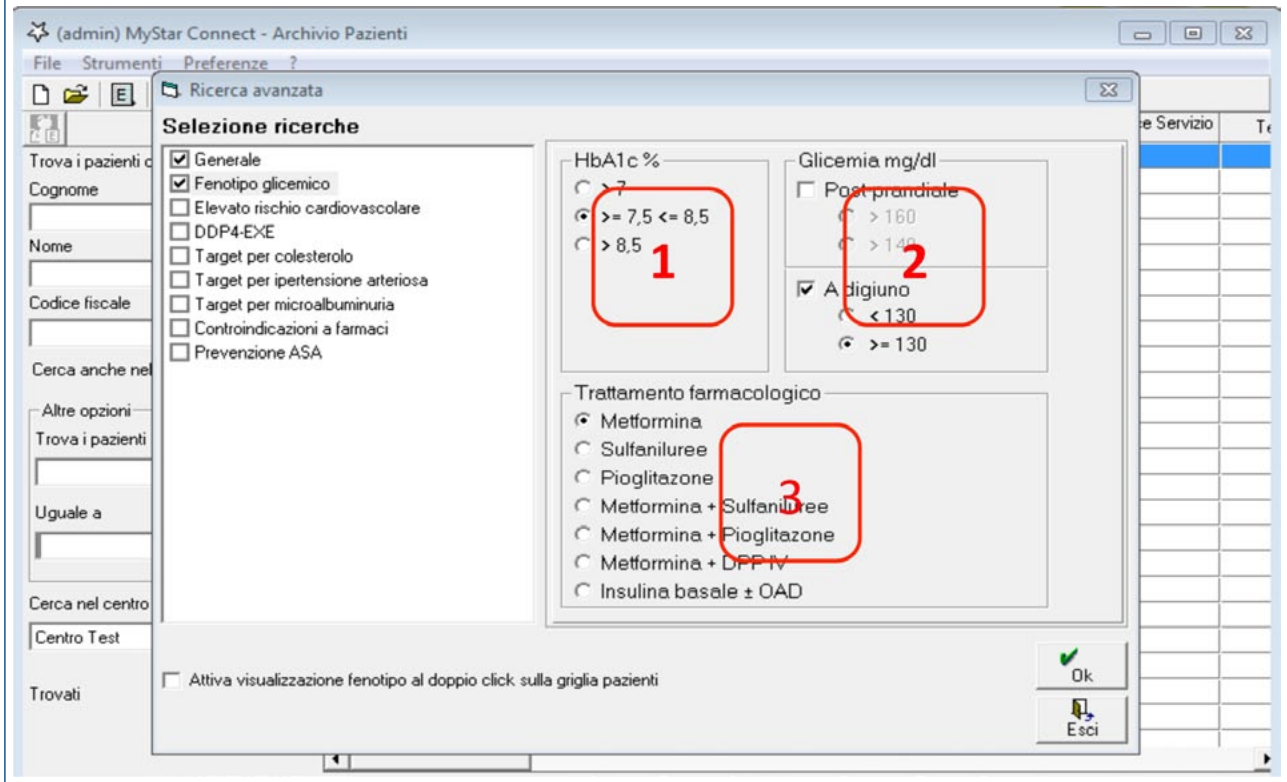 (admin) MyStar Connect - Archivio Pazienti
File Strumenti Preferenze ?
E
Ricerca avanzata
Selezione ricerche
Generale
Fenotipo glicemico
Elevato rischio cardiovascolare
DDP4-EXE
Target per colesterolo
Target per ipertensione arteriosa
Target per microalbuminuria
Controindicazioni a farmaci
Prevenzione ASA
HbA1c %
> 7
>= 7,5 <= 8,5
> 8,5
1
Glicemia mg/dl
Post prandiale
> 160
> 140
2
A digiuno
< 130
>= 130
Trattamento farmacologico
Metformina
Sulfaniluree
Pioglitazone
Metformina + Sulfaniluree
Metformina + Pioglitazone
Metformina + DPP IV
Insulina basale ± OAD
3
Attiva visualizzazione fenotipo al doppio click sulla griglia pazienti
Ok
Esci
Trova i pazienti
Cognome
Nome
Codice fiscale
Cerca anche nel
Altre opzioni
Trova i pazienti
Uguale a
Cerca nel centro
Centro Test
Trovati
Servizio